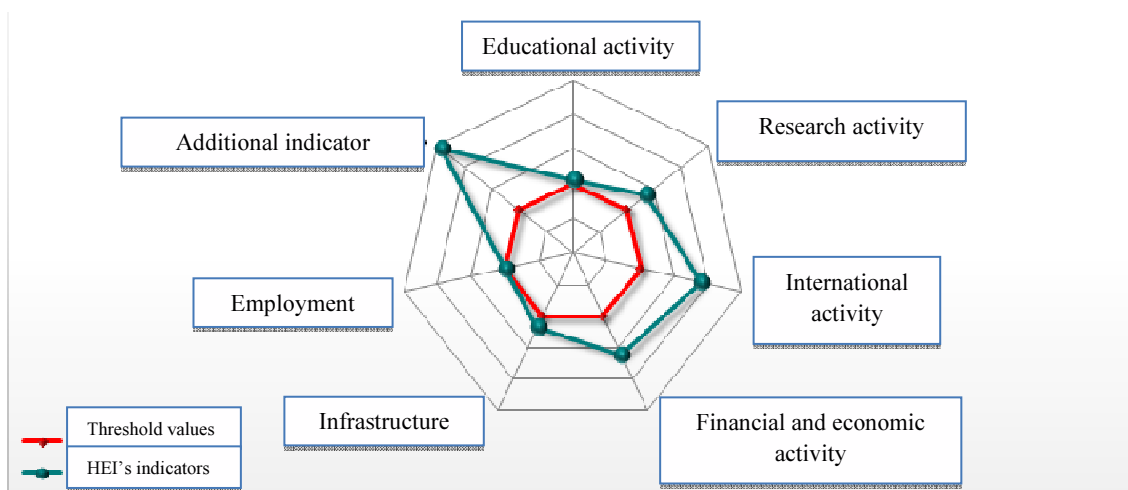 Educational activity
Additional indicator
Research activity
Employment
International
activity
Infrastructure
Financial and economic
activity
Threshold values
HEI's indicators